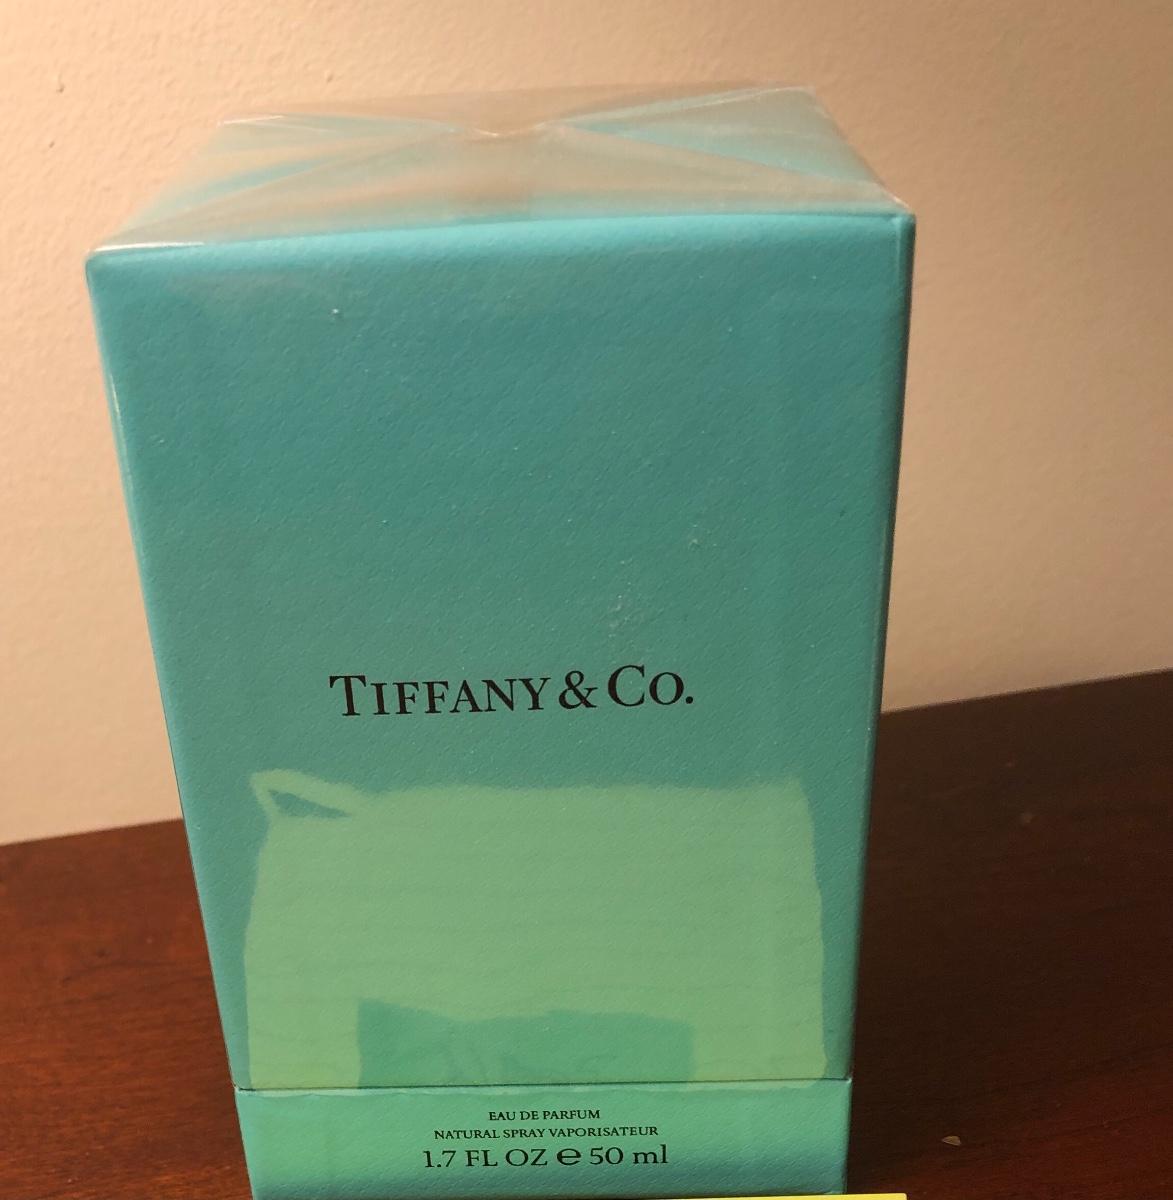 TIFFANY & CO.
EAU DE PARFUM
NATURAL SPRAY VAPORISATEUR
1.7 FL OZ ℮ 50 ml